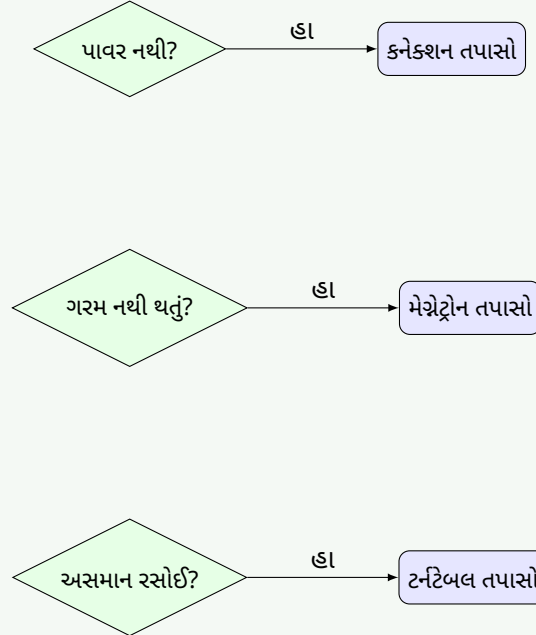 પાવર નથી?
હા
કનેક્શન તપાસો
ગરમ નથી થતું?
હા
મેગ્નેટ્રોન તપાસો
અસમાન રસોઈ?
હા
ટર્નટેબલ તપાસો